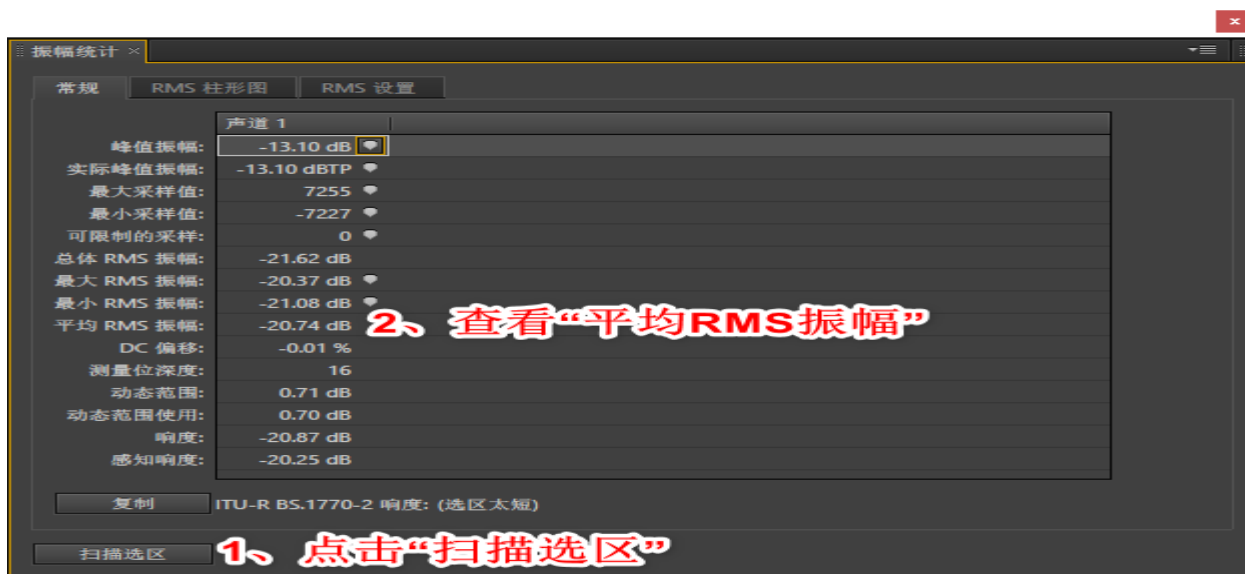 振幅统计
常规 RMS 柱形图 RMS 设置
声道 1
峰值振幅: -13.10 dB
实际峰值振幅: -13.10 dBTP
最大采样值: 7255
最小采样值: -7227
可限制的采样: 0
总体 RMS 振幅: -21.62 dB
最大 RMS 振幅: -20.37 dB
最小 RMS 振幅: -21.08 dB
平均 RMS 振幅: -20.74 dB
2、查看“平均RMS振幅”
DC 偏移: -0.01 %
测量位深度: 16
动态范围: 0.71 dB
动态范围使用: 0.70 dB
响度: -20.87 dB
感知响度: -20.25 dB
复制 ITU-R BS.1770-2 响度: (选区太短)
扫描选区 1、点击“扫描选区”